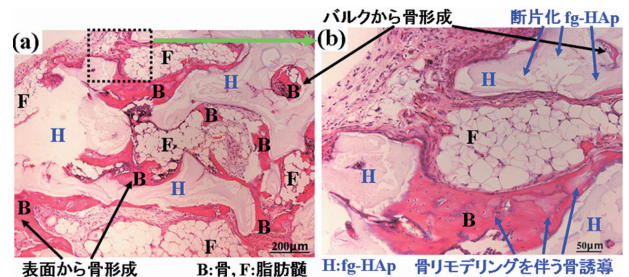 バルクから骨形成
断片化 fg-HAp
(a)
(b)
F
H
B
F
B
H
F
B
B
H
B
F
B
F
200μm
表面から骨形成
B:骨, F:脂肪髄
H
F
H
B
H
50μm
H:fg-HAp
骨リモデリングを伴う骨誘導